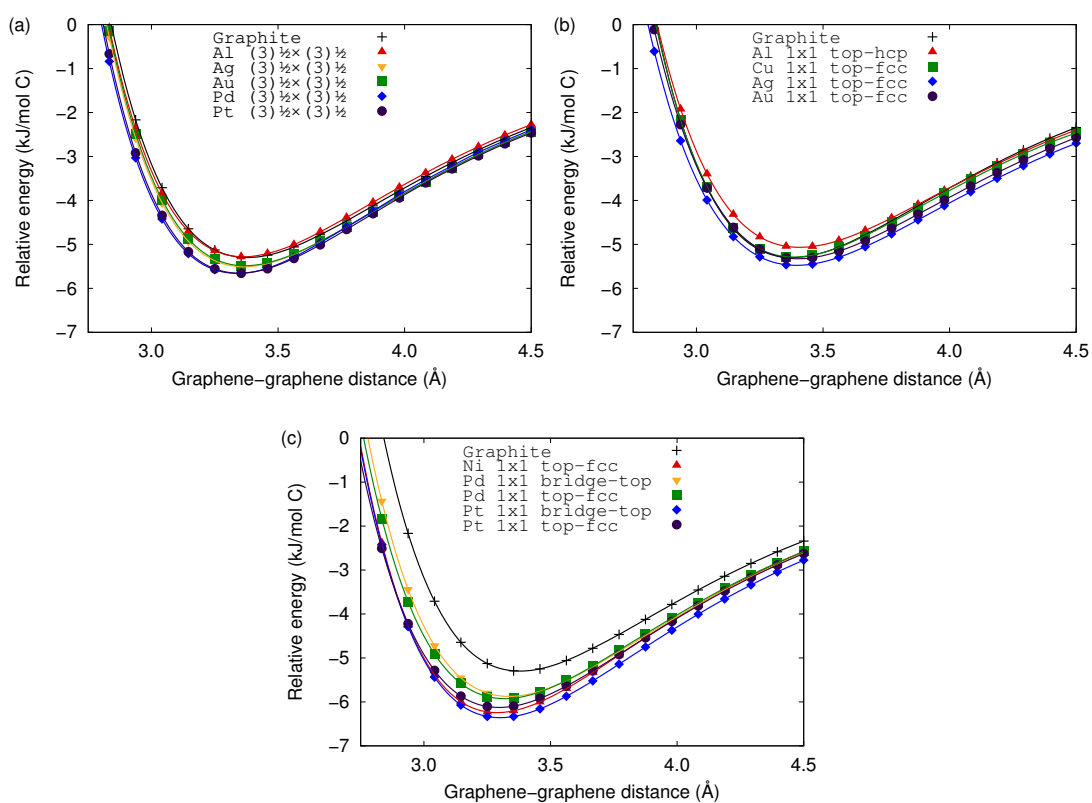 (a)
Relative energy (kJ/mol C)
0
−1
−2
−3
−4
−5
−6
−7
Graphite
Al (3)½×(3)½
Ag (3)½×(3)½
Au (3)½×(3)½
Pd (3)½×(3)½
Pt (3)½×(3)½
3.0 3.5 4.0 4.5
Graphene−graphene distance (Å)
(b)
Relative energy (kJ/mol C)
0
−1
−2
−3
−4
−5
−6
−7
Graphite
Al 1x1 top-hcp
Cu 1x1 top-fcc
Ag 1x1 top-fcc
Au 1x1 top-fcc
3.0 3.5 4.0 4.5
Graphene−graphene distance (Å)
(c)
Relative energy (kJ/mol C)
0
−1
−2
−3
−4
−5
−6
−7
Graphite
Ni 1x1 top-fcc
Pd 1x1 bridge-top
Pd 1x1 top-fcc
Pt 1x1 bridge-top
Pt 1x1 top-fcc
3.0 3.5 4.0 4.5
Graphene−graphene distance (Å)